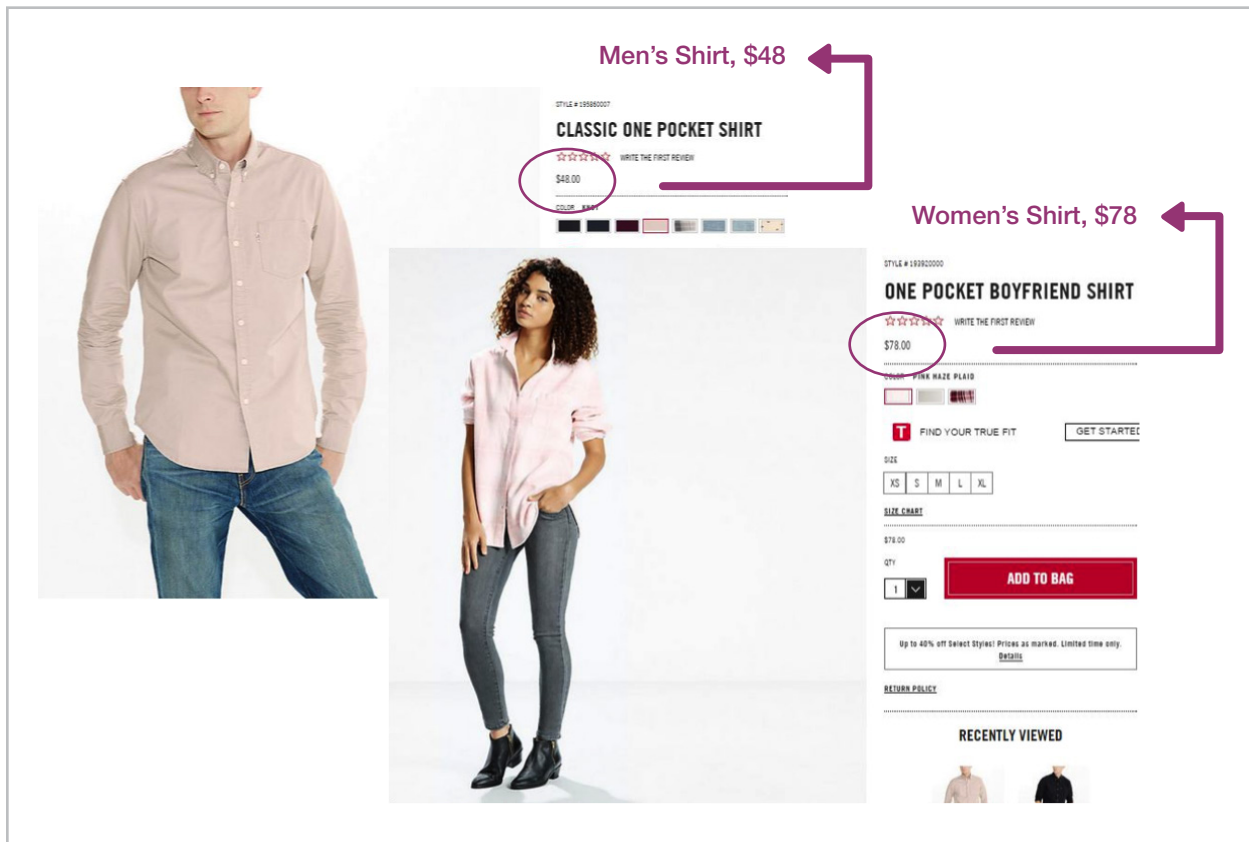 Men's Shirt, $48
STYLE # 195860007
CLASSIC ONE POCKET SHIRT
WRITE THE FIRST REVIEW
$48.00
COLOR
Women's Shirt, $78
STYLE # 193920000
ONE POCKET BOYFRIEND SHIRT
WRITE THE FIRST REVIEW
$78.00
COLOR PINK HAZE PLAID
T FIND YOUR TRUE FIT GET STARTED
SIZE
XS S M L XL
SIZE CHART
$78.00
QTY
1 ADD TO BAG
Up to 40% off Select Styles! Prices as marked. Limited time only.
Details
RETURN POLICY
RECENTLY VIEWED